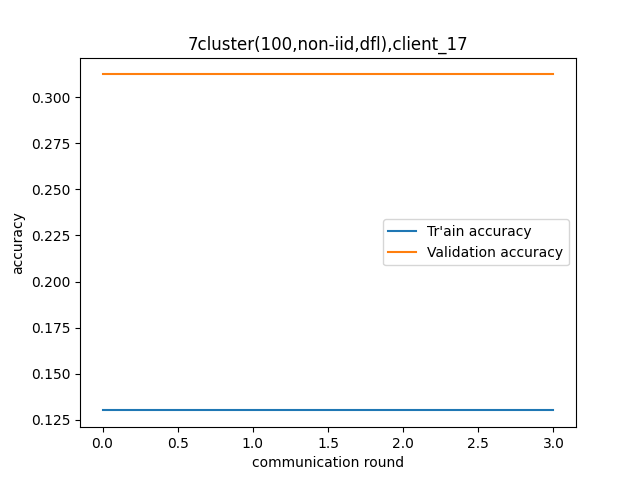 7cluster(100,non-iid,dfl),client_17
0.300
0.275
0.250
0.225
0.200
0.175
0.150
0.125
accuracy
Tr'ain accuracy
Validation accuracy
0.0 0.5 1.0 1.5 2.0 2.5 3.0
communication round